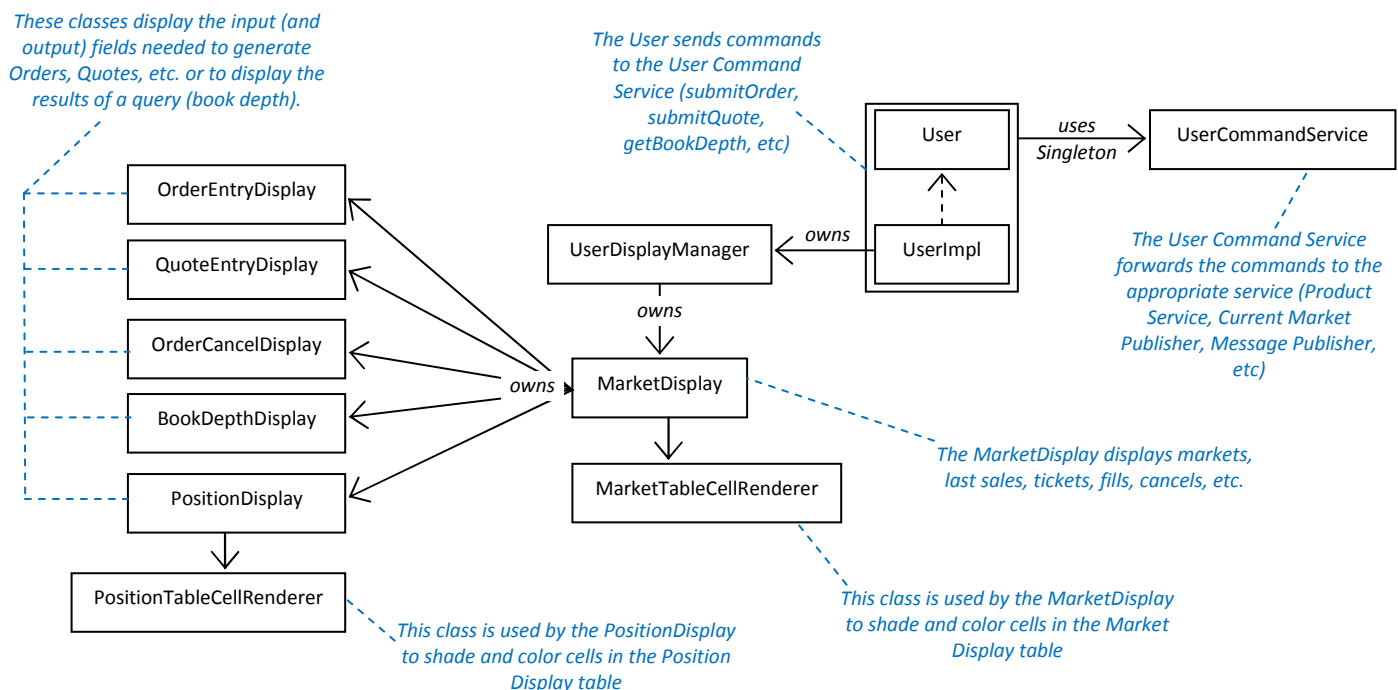 These classes display the input (and
output) fields needed to generate
Orders, Quotes, etc. or to display the
results of a query (book depth).
The User sends commands
to the User Command
Service (submitOrder,
submitQuote,
getBookDepth, etc)
User
uses
Singleton
UserCommandService
OrderEntryDisplay
QuoteEntryDisplay
OrderCancelDisplay
BookDepthDisplay
PositionDisplay
PositionTableCellRenderer
UserDisplayManager
owns
UserImpl
owns
owns
MarketDisplay
MarketTableCellRenderer
The User Command Service
forwards the commands to the
appropriate service (Product
Service, Current Market
Publisher, Message Publisher,
etc)
The MarketDisplay displays markets,
last sales, tickets, fills, cancels, etc.
This class is used by the MarketDisplay
to shade and color cells in the Market
Display table
This class is used by the PositionDisplay
to shade and color cells in the Position
Display table